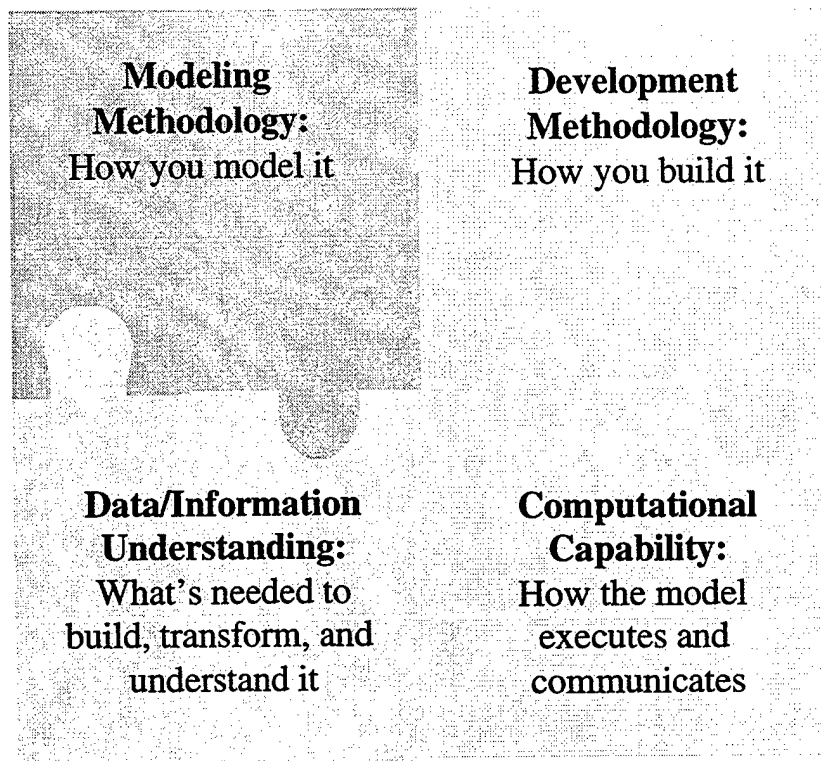 Modeling
Methodology:
How you model it
Development
Methodology:
How you build it
Data/Information
Understanding:
What's needed to
build, transform, and
understand it
Computational
Capability:
How the model
executes and
communicates